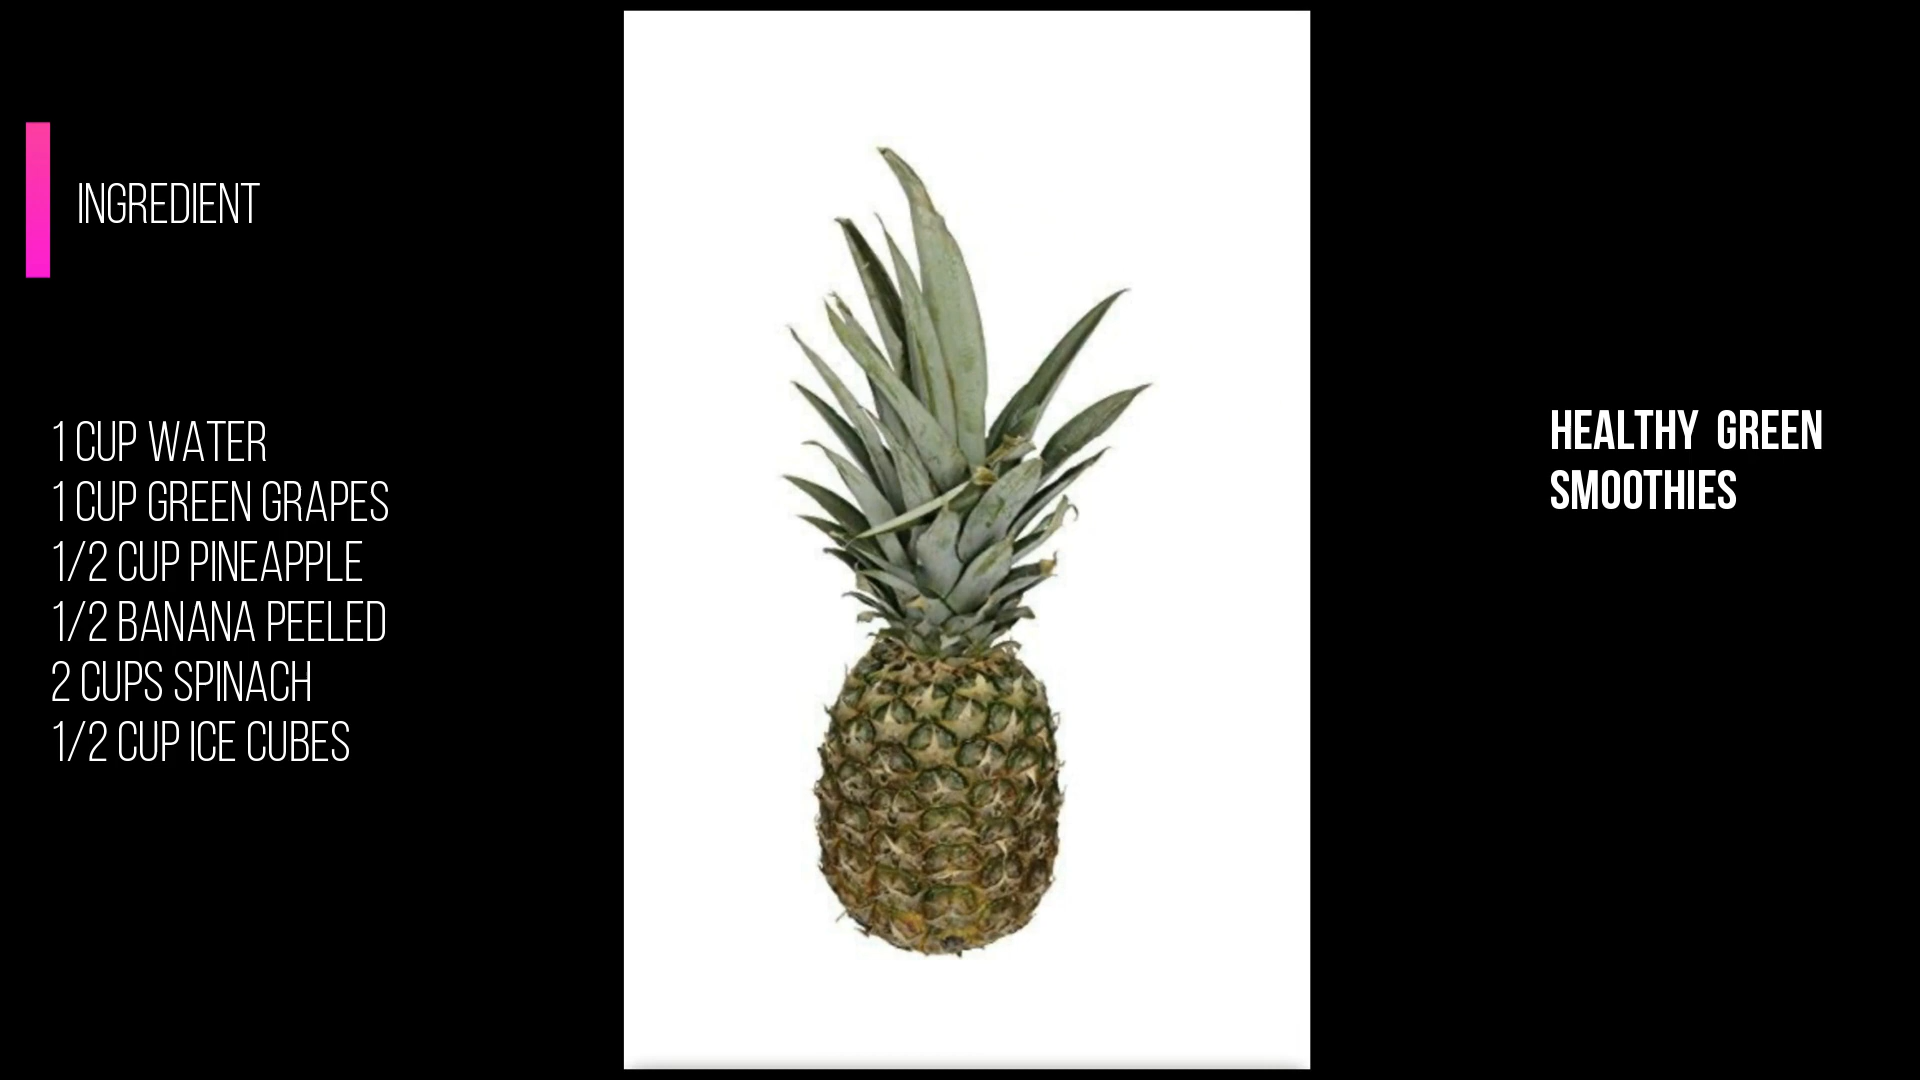 INGREDIENT
1 CUP WATER
1 CUP GREEN GRAPES
1/2 CUP PINEAPPLE
1/2 BANANA PEELED
2 CUPS SPINACH
1/2 CUP ICE CUBES
HEALTHY GREEN
SMOOTHIES